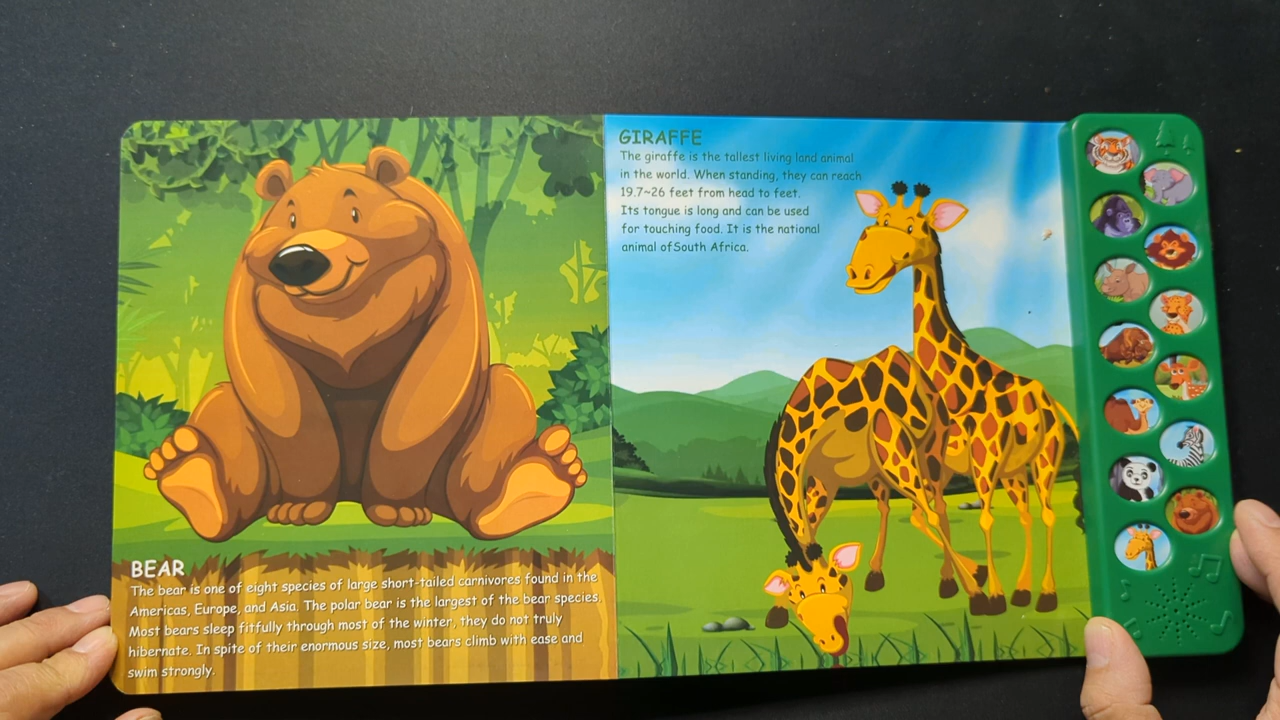 BEAR
The bear is one of eight species of large short-tailed carnivores found in the
Americas, Europe, and Asia. The polar bear is the largest of the bear species.
Most bears sleep fitfully through most of the winter, they do not truly
hibernate. In spite of their enormous size, most bears climb with ease and
swim strongly.
GIRAFFE
The giraffe is the tallest living land animal
in the world. When standing, they can reach
19.7~26 feet from head to feet.
Its tongue is long and can be used
for touching food. It is the national
animal ofSouth Africa.